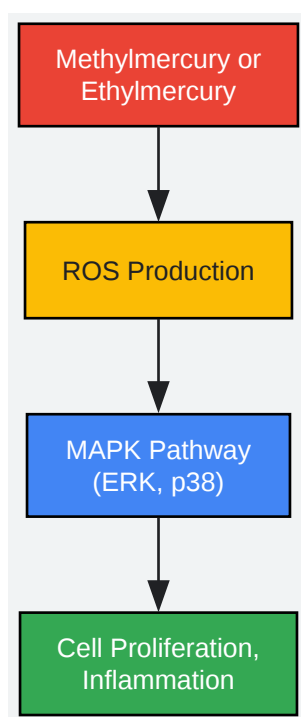 Methylmercury or
Ethylmercury
ROS Production
MAPK Pathway
(ERK, p38)
Cell Proliferation,
Inflammation